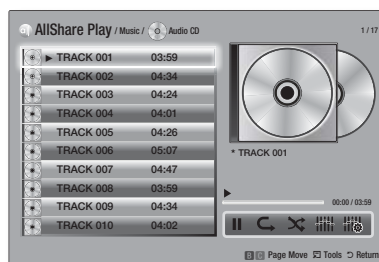 AllShare Play / Music / Audio CD 1 / 17
TRACK 001 03:59
TRACK 002 04:34
TRACK 003 04:24
TRACK 004 04:01
TRACK 005 04:26
TRACK 006 05:07
TRACK 007 04:47
TRACK 008 03:59
TRACK 009 04:34
TRACK 010 04:02
* TRACK 001
00:00 / 03:59
B C Page Move Tools Return